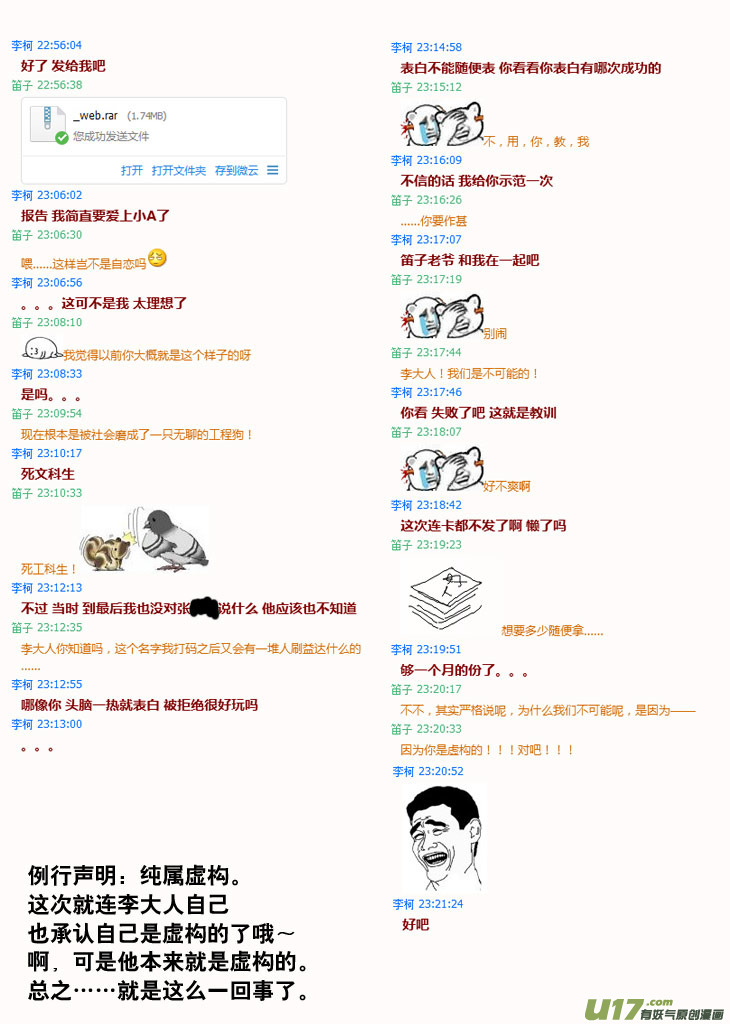 李柯 22:56:04
好了 发给我吧
笛子 22:56:38
_web.rar (1.74MB)
您成功发送文件
打开 打开文件夹 存到微云
李柯 23:06:02
报告 我简直要爱上小A了
笛子 23:06:30
喂……这样岂不是自恋吗
李柯 23:06:56
。。。这可不是我 太理想了
笛子 23:08:10
我觉得以前你大概就是这个样子的呀
李柯 23:08:33
是吗。。。
笛子 23:09:54
现在根本是被社会磨成了一只无聊的工程狗！
李柯 23:10:17
死文科生
笛子 23:10:33
死工科生！
李柯 23:12:13
不过 当时 到最后我也没对张 说什么 他应该也不知道
笛子 23:12:35
李大人你知道吗，这个名字我打码之后又会有一堆人刷益达什么的
……
李柯 23:12:55
哪像你 头脑一热就表白 被拒绝很好玩吗
李柯 23:13:00
。。。
例行声明：纯属虚构。
这次就连李大人自己
也承认自己是虚构的了哦～
啊，可是他本来就是虚构的。
总之……就是这么一回事了。
李柯 23:14:58
表白不能随便表 你看看你表白有哪次成功的
笛子 23:15:12
不，用，你，教，我
李柯 23:16:09
不信的话 我给你示范一次
笛子 23:16:26
……你要作甚
李柯 23:17:07
笛子老爷 和我在一起吧
笛子 23:17:19
别闹
笛子 23:17:44
李大人！我们是不可能的！
李柯 23:17:46
你看 失败了吧 这就是教训
笛子 23:18:07
好不爽啊
李柯 23:18:42
这次连卡都不发了啊 懒了吗
笛子 23:19:23
想要多少随便拿……
李柯 23:19:51
够一个月的份了。。。
笛子 23:20:17
不不，其实严格说呢，为什么我们不可能呢，是因为——
笛子 23:20:33
因为你是虚构的！！！对吧！！！
李柯 23:20:52
李柯 23:21:24
好吧
U17.com
有妖气原创漫画